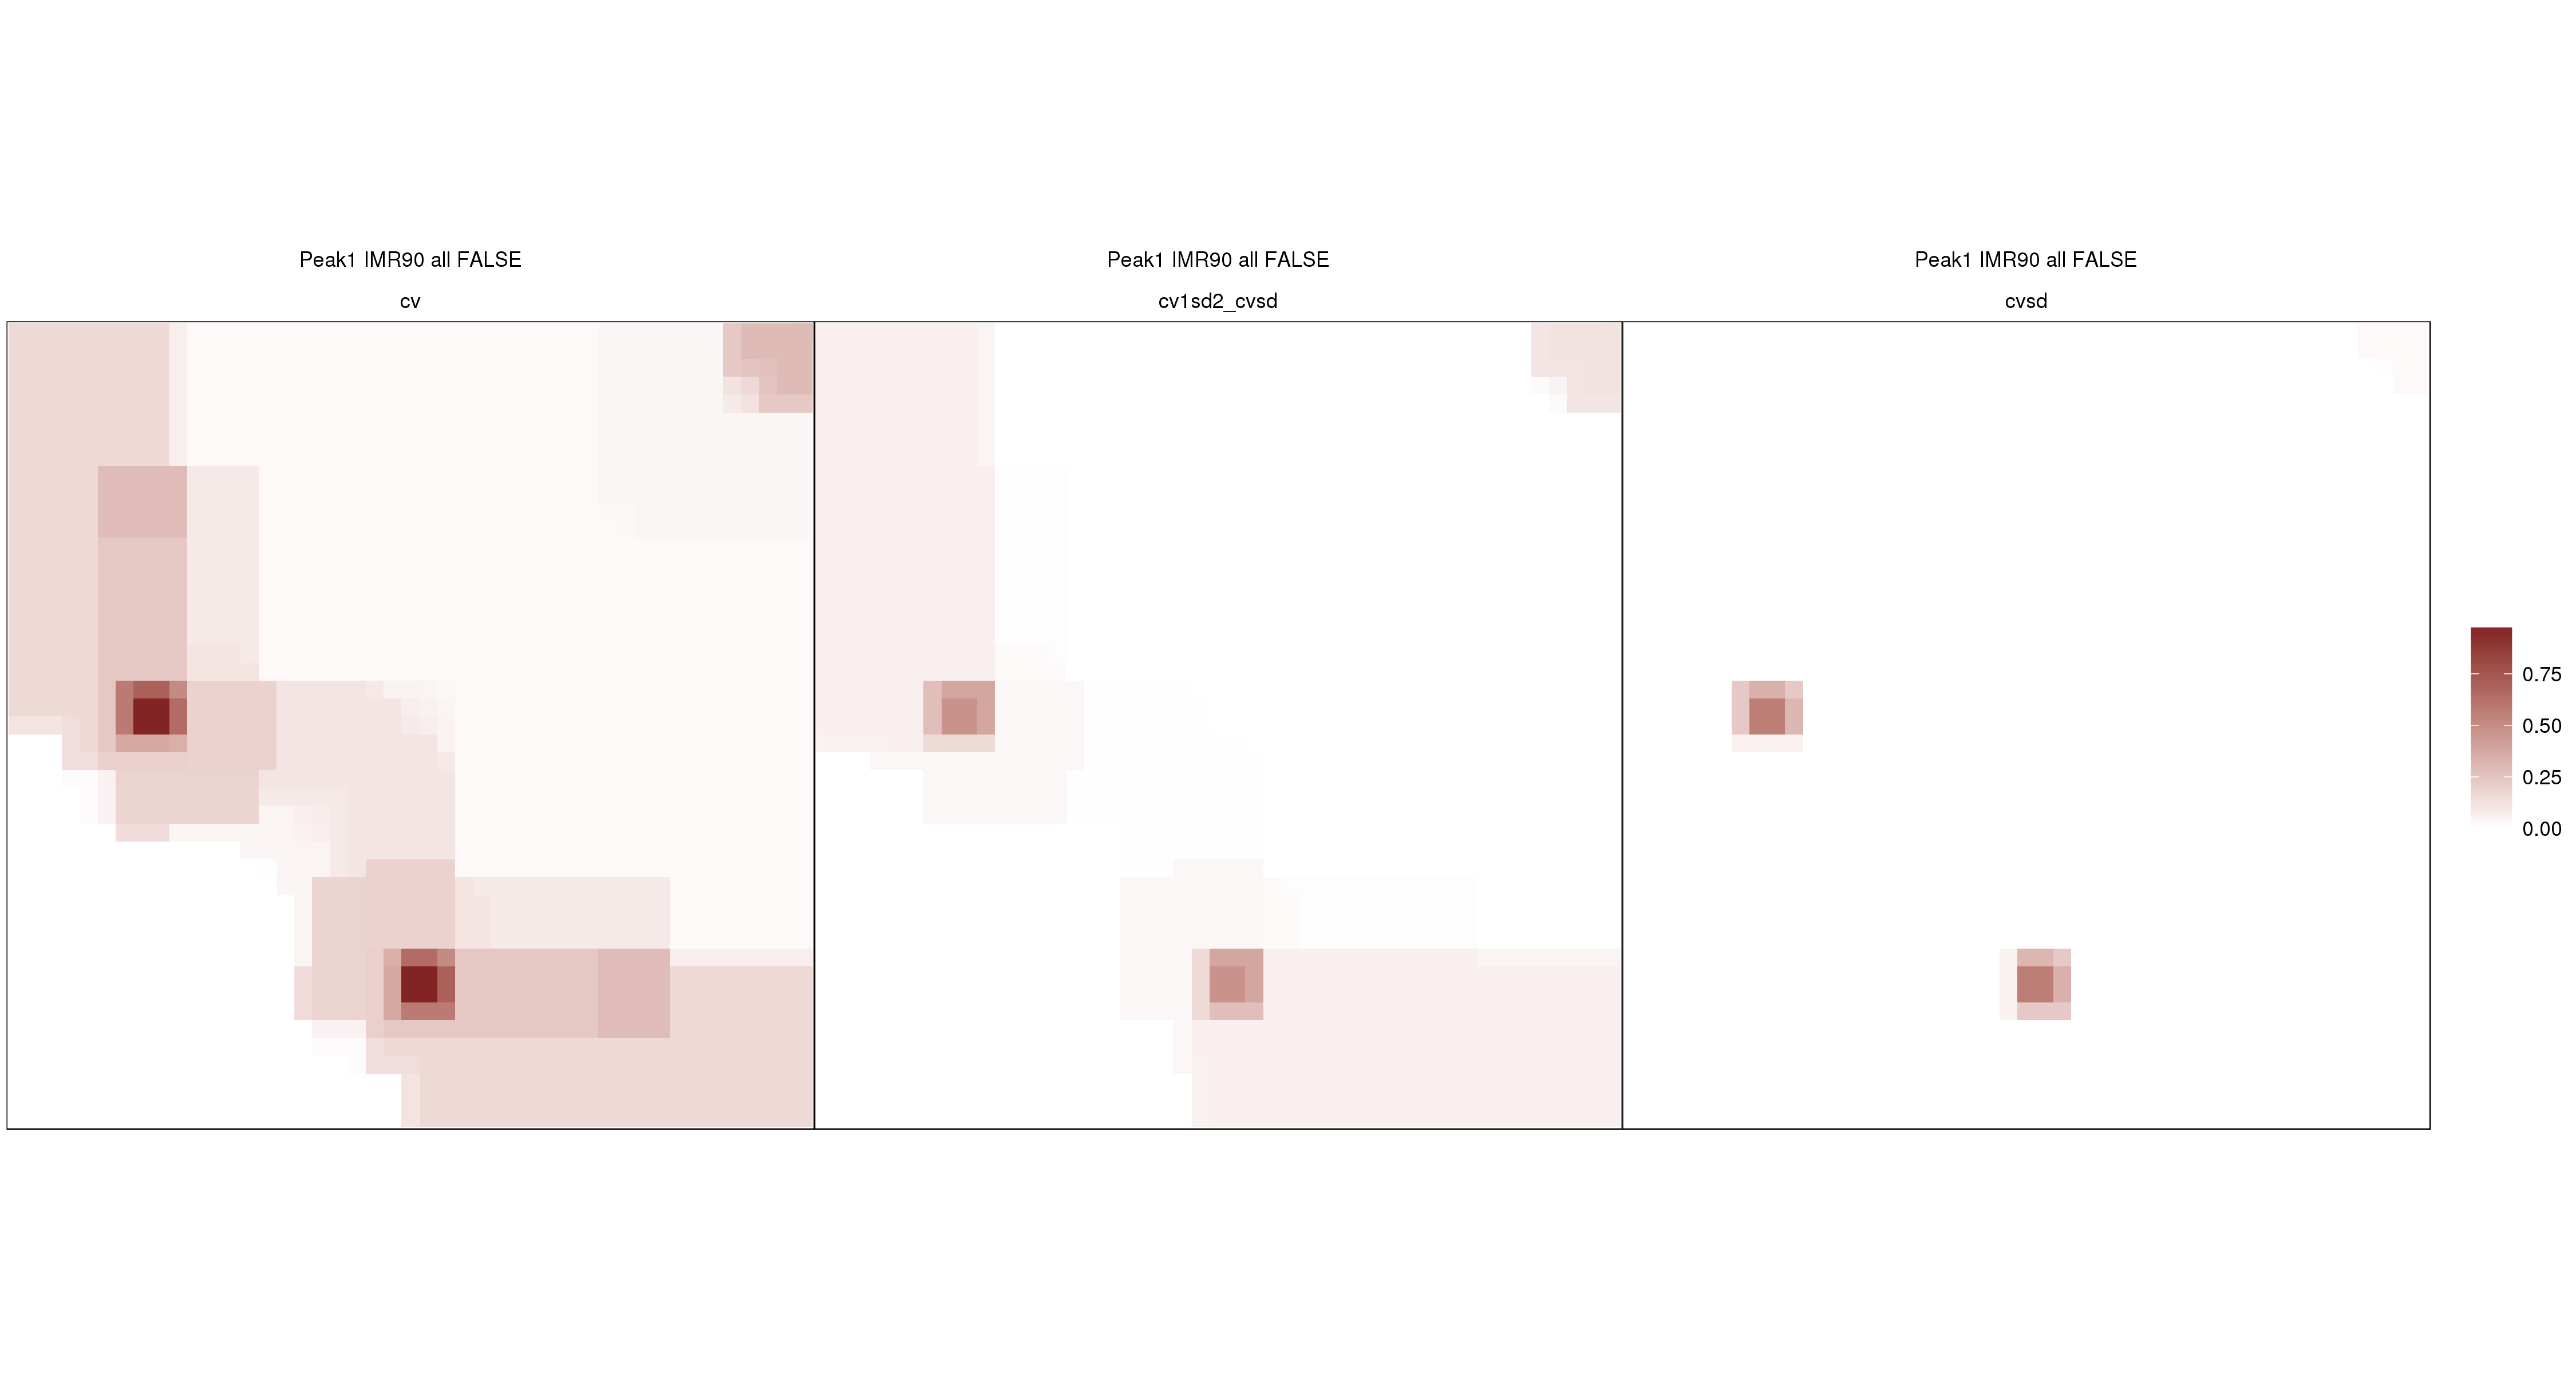 Peak1 IMR90 all FALSE
cv
Peak1 IMR90 all FALSE
cv1sd2_cvsd
Peak1 IMR90 all FALSE
cvsd
0.75
0.50
0.25
0.00